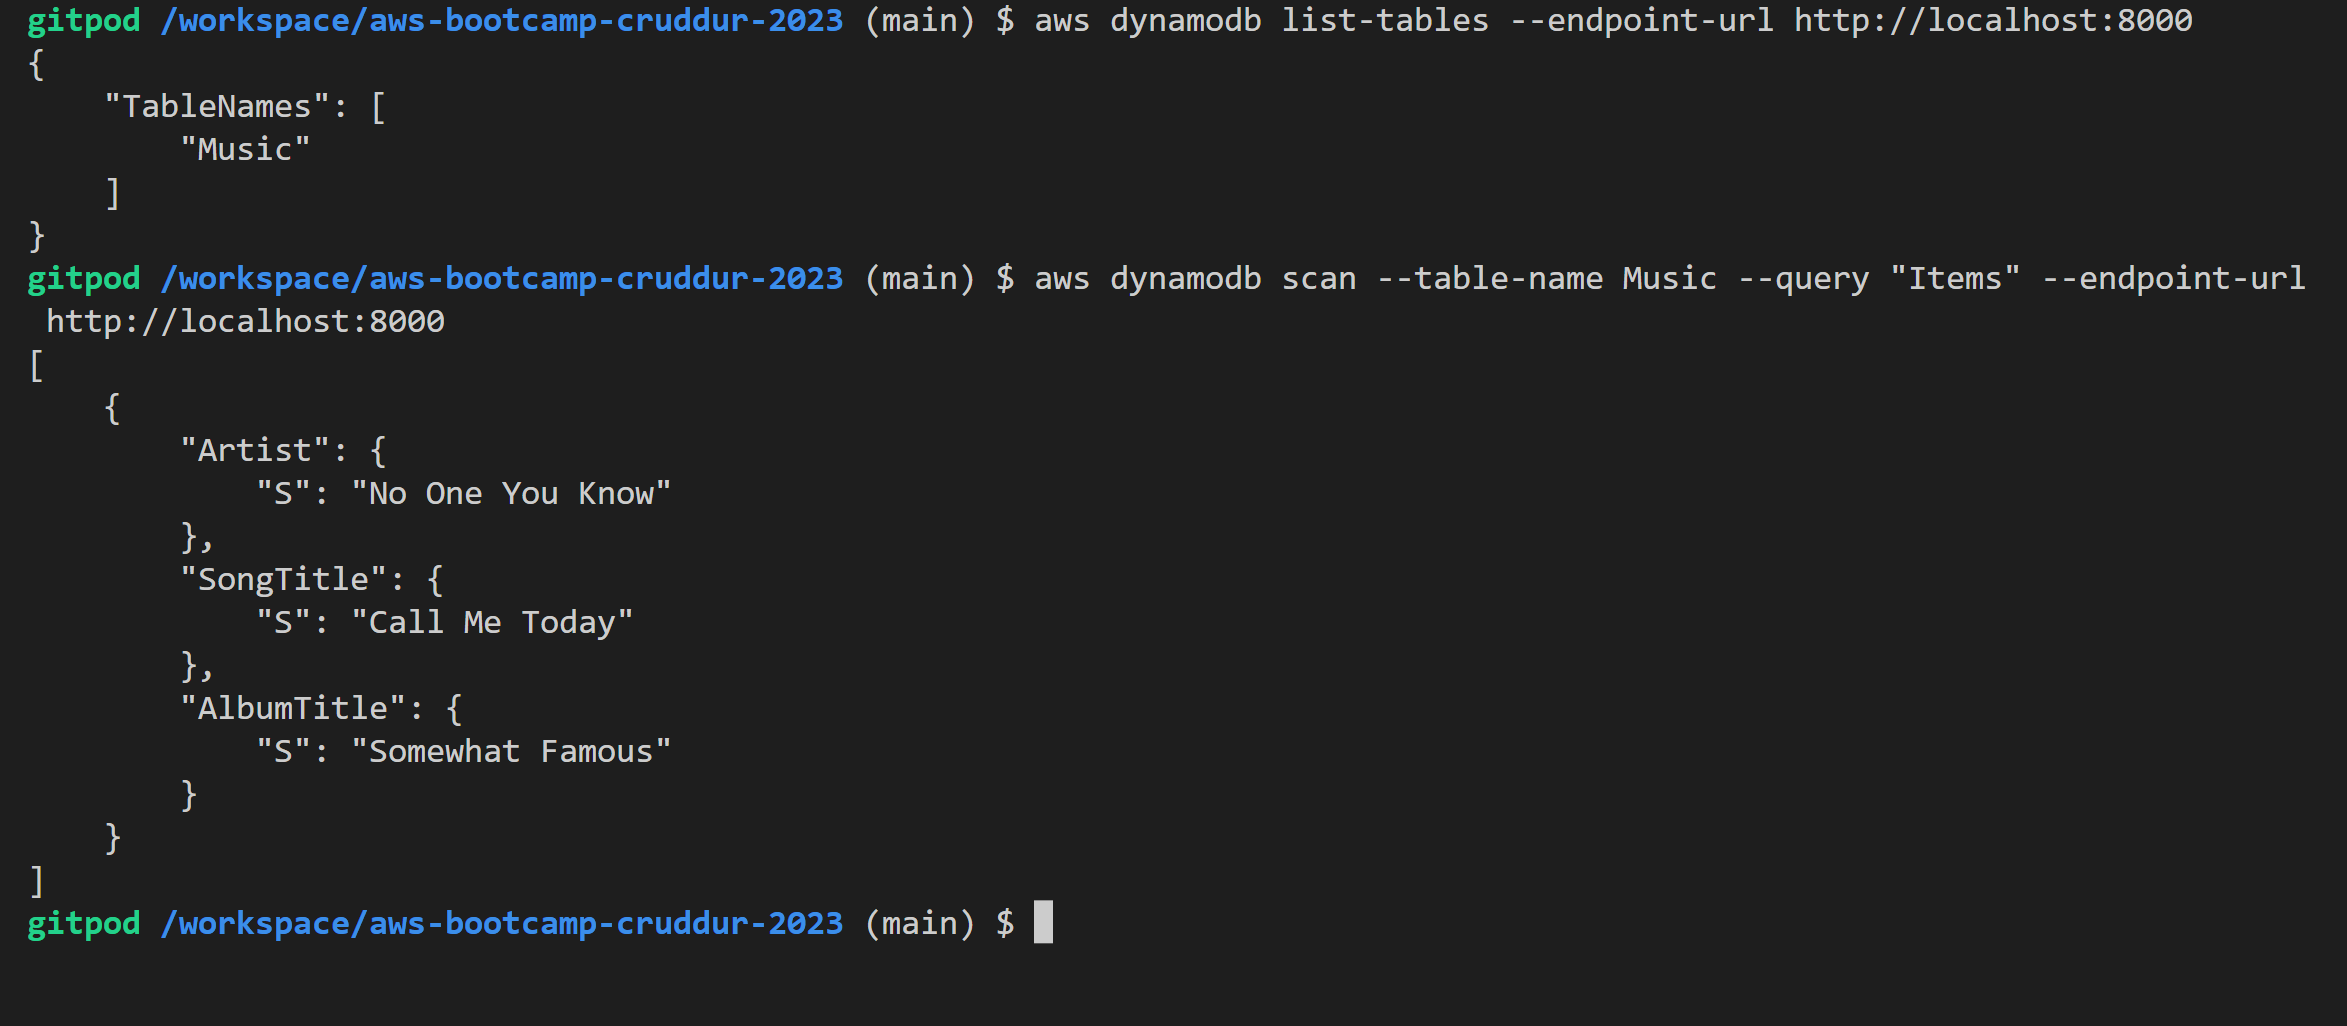 gitpod /workspace/aws-bootcamp-cruddur-2023 (main) $ aws dynamodb list-tables --endpoint-url http://localhost:8000
{
    "TableNames": [
        "Music"
    ]
}
gitpod /workspace/aws-bootcamp-cruddur-2023 (main) $ aws dynamodb scan --table-name Music --query "Items" --endpoint-url
 http://localhost:8000
[
    {
        "Artist": {
            "S": "No One You Know"
        },
        "SongTitle": {
            "S": "Call Me Today"
        },
        "AlbumTitle": {
            "S": "Somewhat Famous"
        }
    }
]
gitpod /workspace/aws-bootcamp-cruddur-2023 (main) $